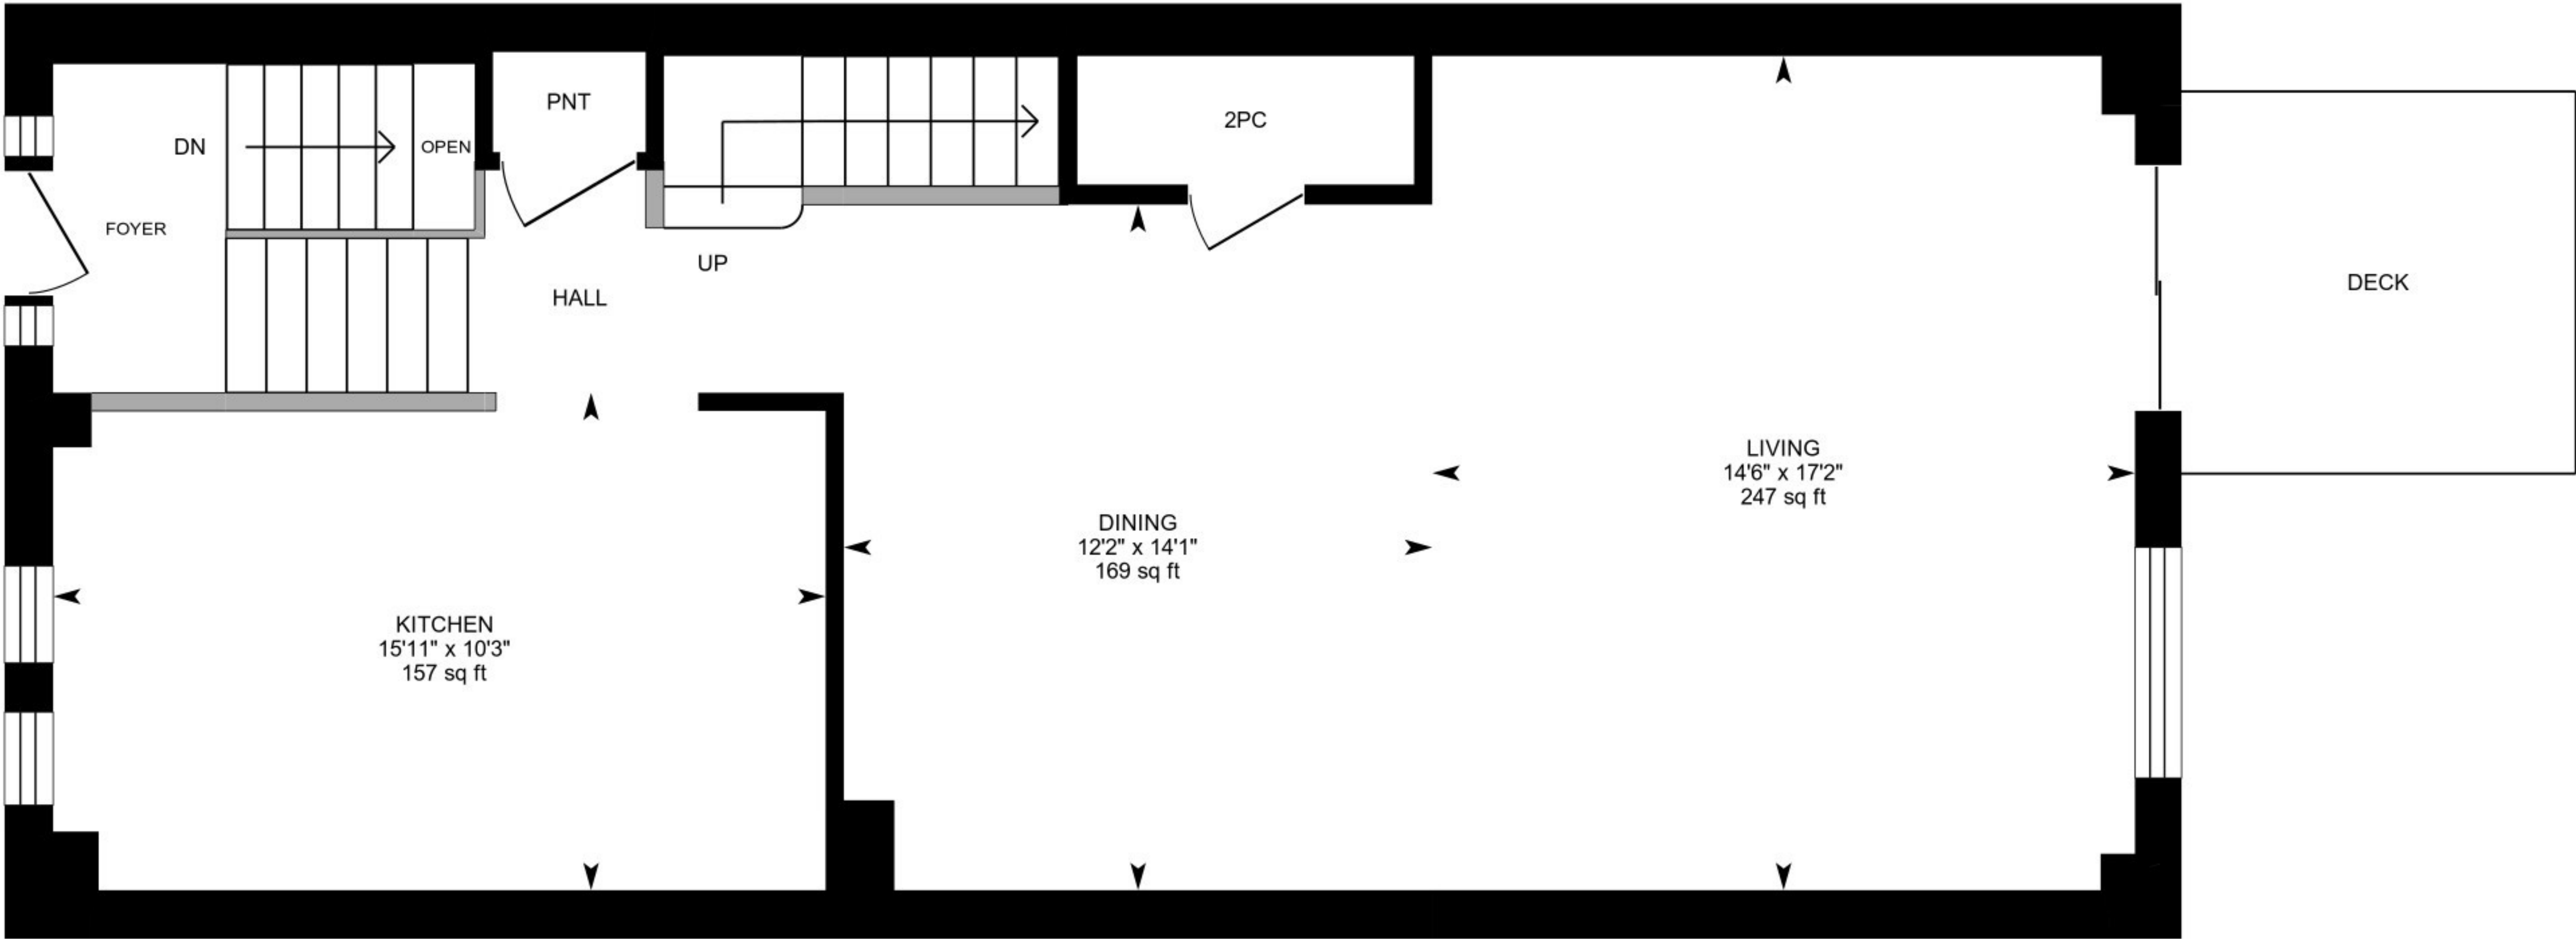 PNT
2PC
DN
OPEN
FOYER
UP
HALL
DECK
LIVING
14'6" x 17'2"
247 sq ft
DINING
12'2" x 14'1"
169 sq ft
KITCHEN
15'11" x 10'3"
157 sq ft